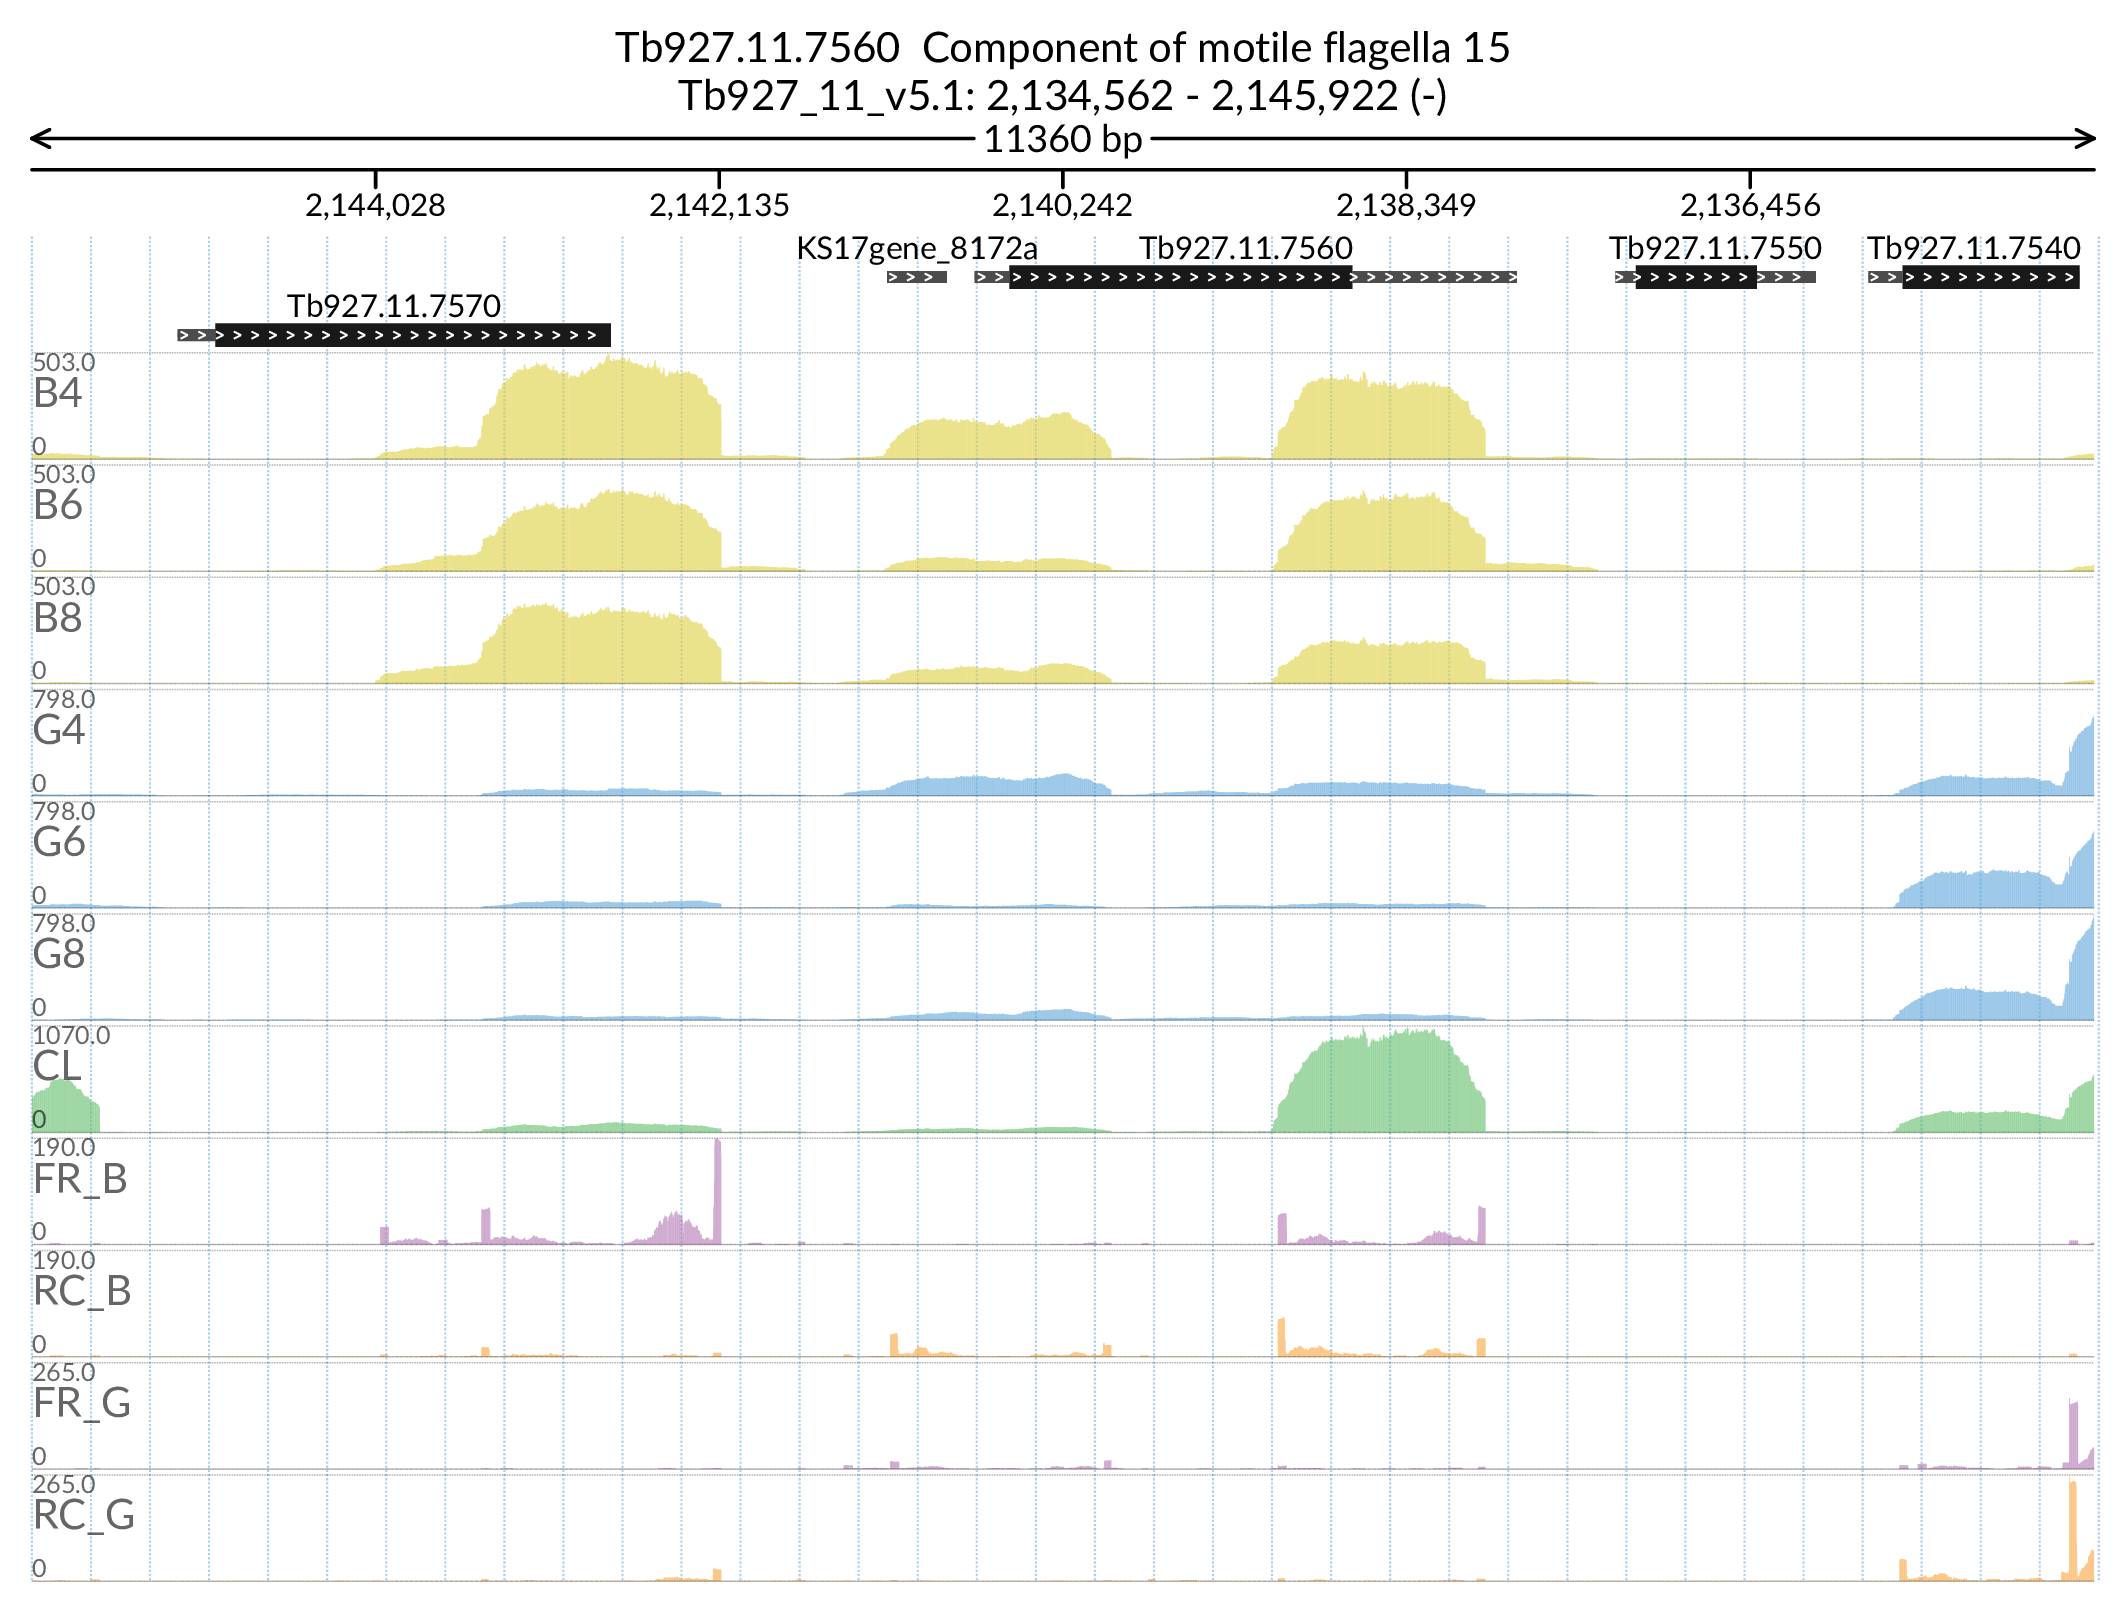 Tb927.11.7560  Component of motile flagella 15
Tb927_11_v5.1: 2,134,562 - 2,145,922 (-)
11360 bp
2,144,028 2,142,135 2,140,242 2,138,349 2,136,456
KS17gene_8172a Tb927.11.7560 Tb927.11.7550 Tb927.11.7540
Tb927.11.7570
503.0
B4
0
503.0
B6
0
503.0
B8
0
798.0
G4
0
798.0
G6
0
798.0
G8
0
1070.0
CL
0
190.0
FR_B
0
190.0
RC_B
0
265.0
FR_G
0
265.0
RC_G
0